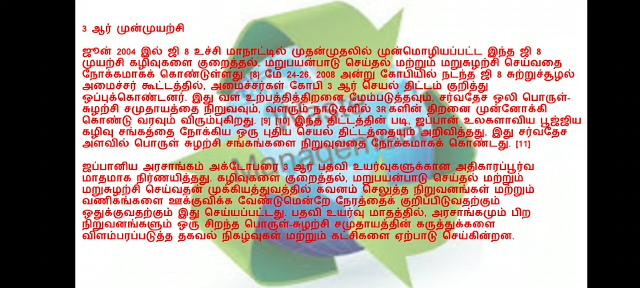 3 ஆர் முன்முயற்சி
ஜூன் 2004 இல் ஜி 8 உச்சி மாநாட்டில் முதன்முதலில் முன்மொழியப்பட்ட இந்த ஜி 8
முயற்சி கழிவுகளை குறைத்தல், மறுபயன்பாடு செய்தல் மற்றும் மறுசுழற்சி செய்வதை
நோக்கமாகக் கொண்டுள்ளது. [8] மே 24-26, 2008 அன்று கோபியில் நடந்த ஜி 8 சுற்றுச்சூழல்
அமைச்சர் கூட்டத்தில், அமைச்சர்கள் கோபி 3 ஆர் செயல் திட்டம் குறித்து
ஒப்புக்கொண்டனர். இது வள உற்பத்தித்திறனை மேம்படுத்தவும், சர்வதேச ஒலி பொருள்-
சுழற்சி சமுதாயத்தை நிறுவவும், வளரும் நாடுகளில் 3R களின் திறனை முன்னோக்கி
கொண்டு வரவும் விரும்புகிறது. [9] [10] இந்த திட்டத்தின் படி, ஜப்பான் உலகளாவிய பூஜ்ஜிய
கழிவு சங்கத்தை நோக்கிய ஒரு புதிய செயல் திட்டத்தையும் அறிவித்தது. இது சர்வதேச
அளவில் பொருள் சுழற்சி சங்கங்களை நிறுவுவதை நோக்கமாகக் கொண்டது. [11]
ஜப்பானிய அரசாங்கம் அக்டோபரை 3 ஆர் பதவி உயர்வுகளுக்கான அதிகாரப்பூர்வ
மாதமாக நிர்ணயித்தது. கழிவுகளை குறைத்தல், மறுபயன்பாடு செய்தல் மற்றும்
மறுசுழற்சி செய்வதன் முக்கியத்துவத்தில் கவனம் செலுத்த நிறுவனங்கள் மற்றும்
வணிகங்களை ஊக்குவிக்க வேண்டுமென்றே நேரத்தைக் குறிப்பிடுவதற்கும்
ஒதுக்குவதற்கும் இது செய்யப்பட்டது. பதவி உயர்வு மாதத்தில், அரசாங்கமும் பிற
நிறுவனங்களும் ஒரு சிறந்த பொருள்-சுழற்சி சமுதாயத்தின் கருத்துக்களை
விளம்பரப்படுத்த தகவல் நிகழ்வுகள் மற்றும் கட்சிகளை ஏற்பாடு செய்கின்றன.